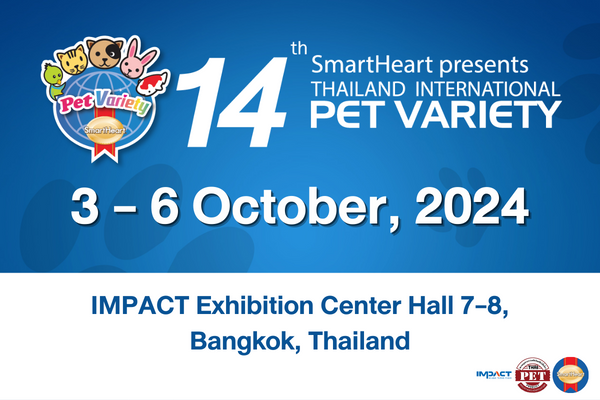 Pet Variety
SmartHeart
14th
SmartHeart presents
THAILAND INTERNATIONAL
PET VARIETY
3 – 6 October, 2024
IMPACT Exhibition Center Hall 7–8,
Bangkok, Thailand
IMPACT
PET